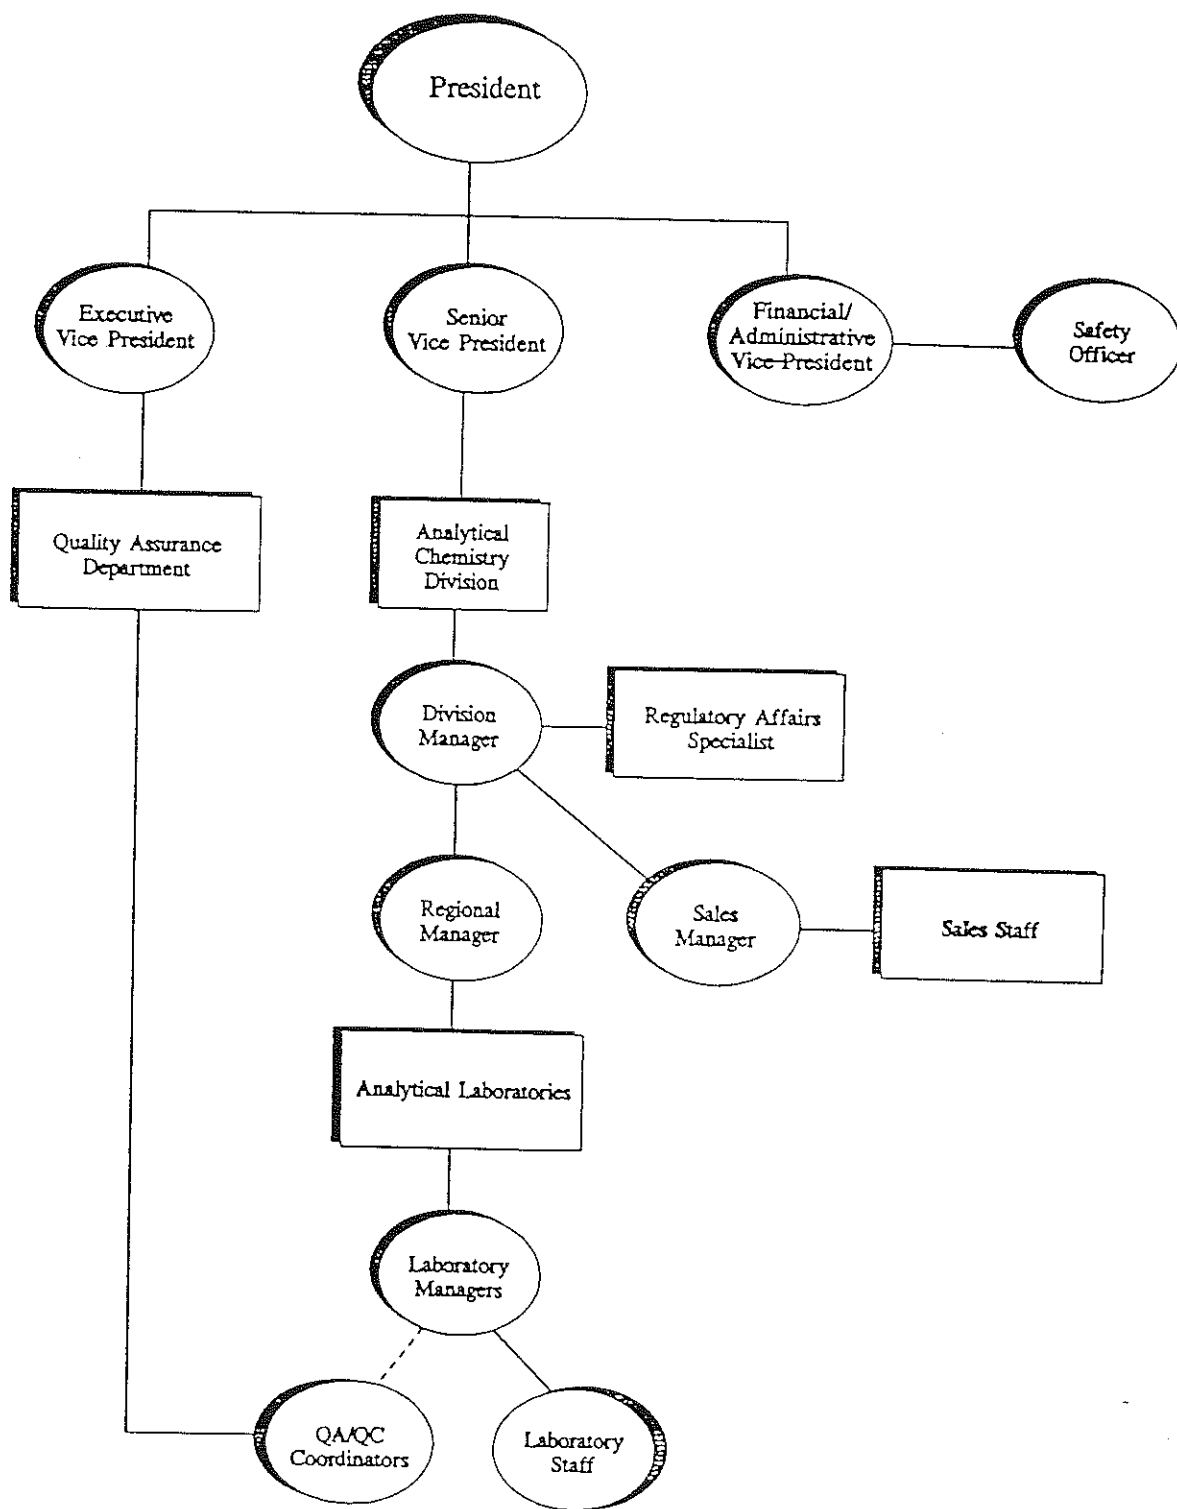 President
Executive
Vice President
Senior
Vice President
Financial/
Administrative
Vice President
Safety
Officer
Quality Assurance
Department
Analytical
Chemistry
Division
Division
Manager
Regulatory Affairs
Specialist
Regional
Manager
Sales
Manager
Sales Staff
Analytical Laboratories
Laboratory
Managers
QA/QC
Coordinators
Laboratory
Staff